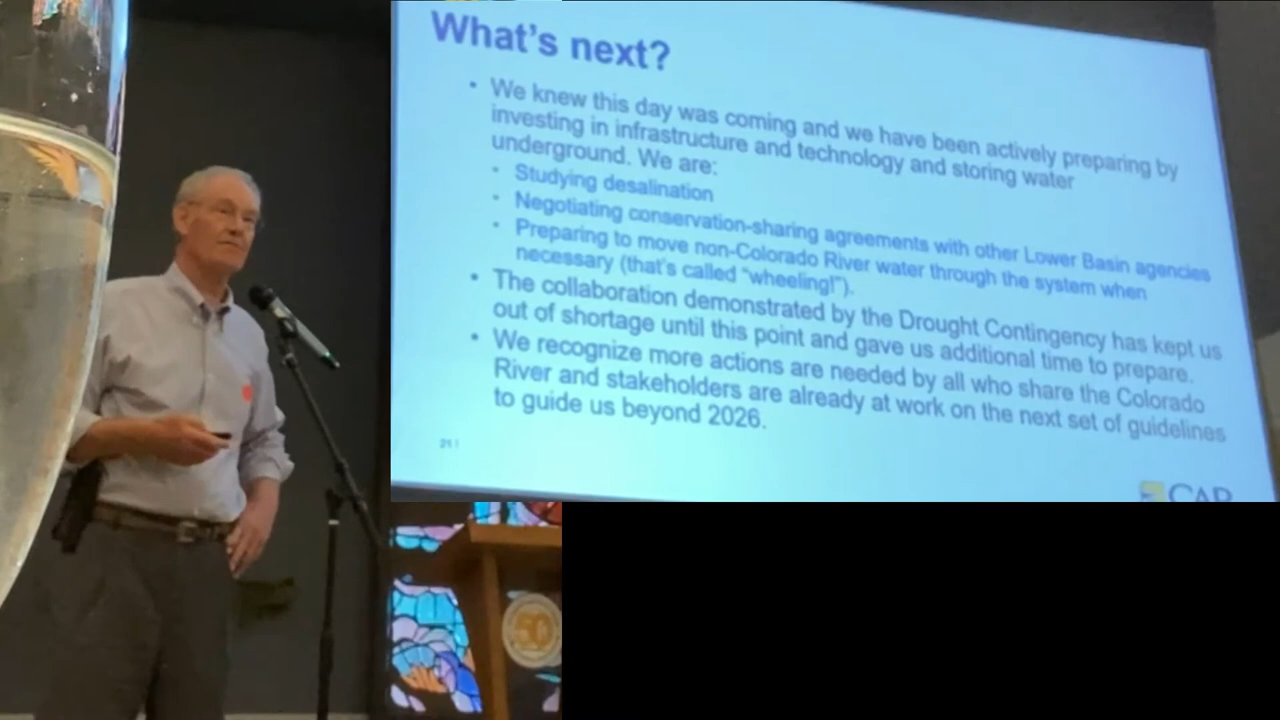 What's next?
• We knew this day was coming and we have been actively preparing by
investing in infrastructure and technology and storing water
underground. We are:
• Studying desalination
• Negotiating conservation-sharing agreements with other Lower Basin agencies
• Preparing to move non-Colorado River water through the system when
necessary (that's called "wheeling!").
• The collaboration demonstrated by the Drought Contingency has kept us
out of shortage until this point and gave us additional time to prepare.
• We recognize more actions are needed by all who share the Colorado
River and stakeholders are already at work on the next set of guidelines
to guide us beyond 2026.
21 |
CAP
50